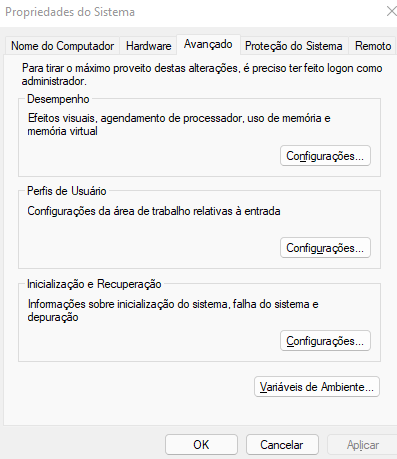 Propriedades do Sistema
Nome do Computador Hardware Avançado Proteção do Sistema Remoto
Para tirar o máximo proveito destas alterações, é preciso ter feito logon como
administrador.
Desempenho
Efeitos visuais, agendamento de processador, uso de memória e
memória virtual
Configurações...
Perfis de Usuário
Configurações da área de trabalho relativas à entrada
Configurações...
Inicialização e Recuperação
Informações sobre inicialização do sistema, falha do sistema e
depuração
Configurações...
Variáveis de Ambiente...
OK Cancelar Aplicar